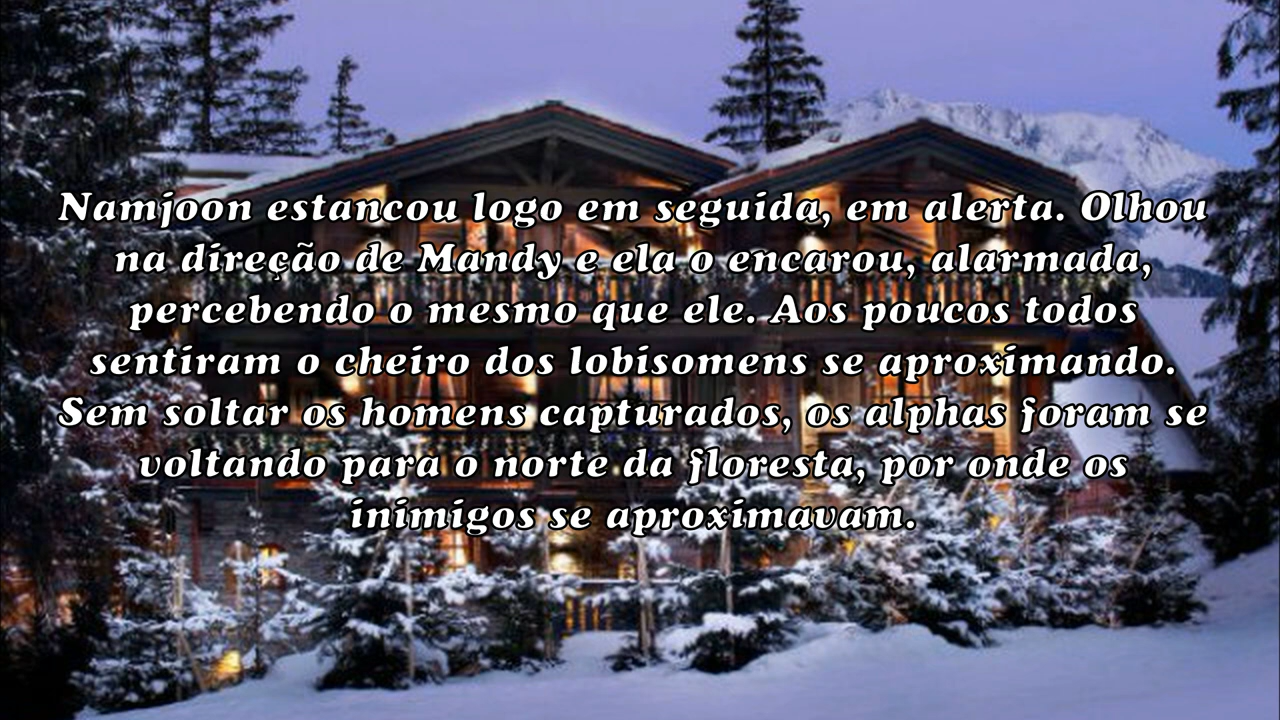 Namjoon estancou logo em seguida, em alerta. Olhou
na direção de Mandy e ela o encarou, alarmada,
percebendo o mesmo que ele. Aos poucos todos
sentiram o cheiro dos lobisomens se aproximando.
Sem soltar os homens capturados, os alphas foram se
voltando para o norte da floresta, por onde os
inimigos se aproximavam.